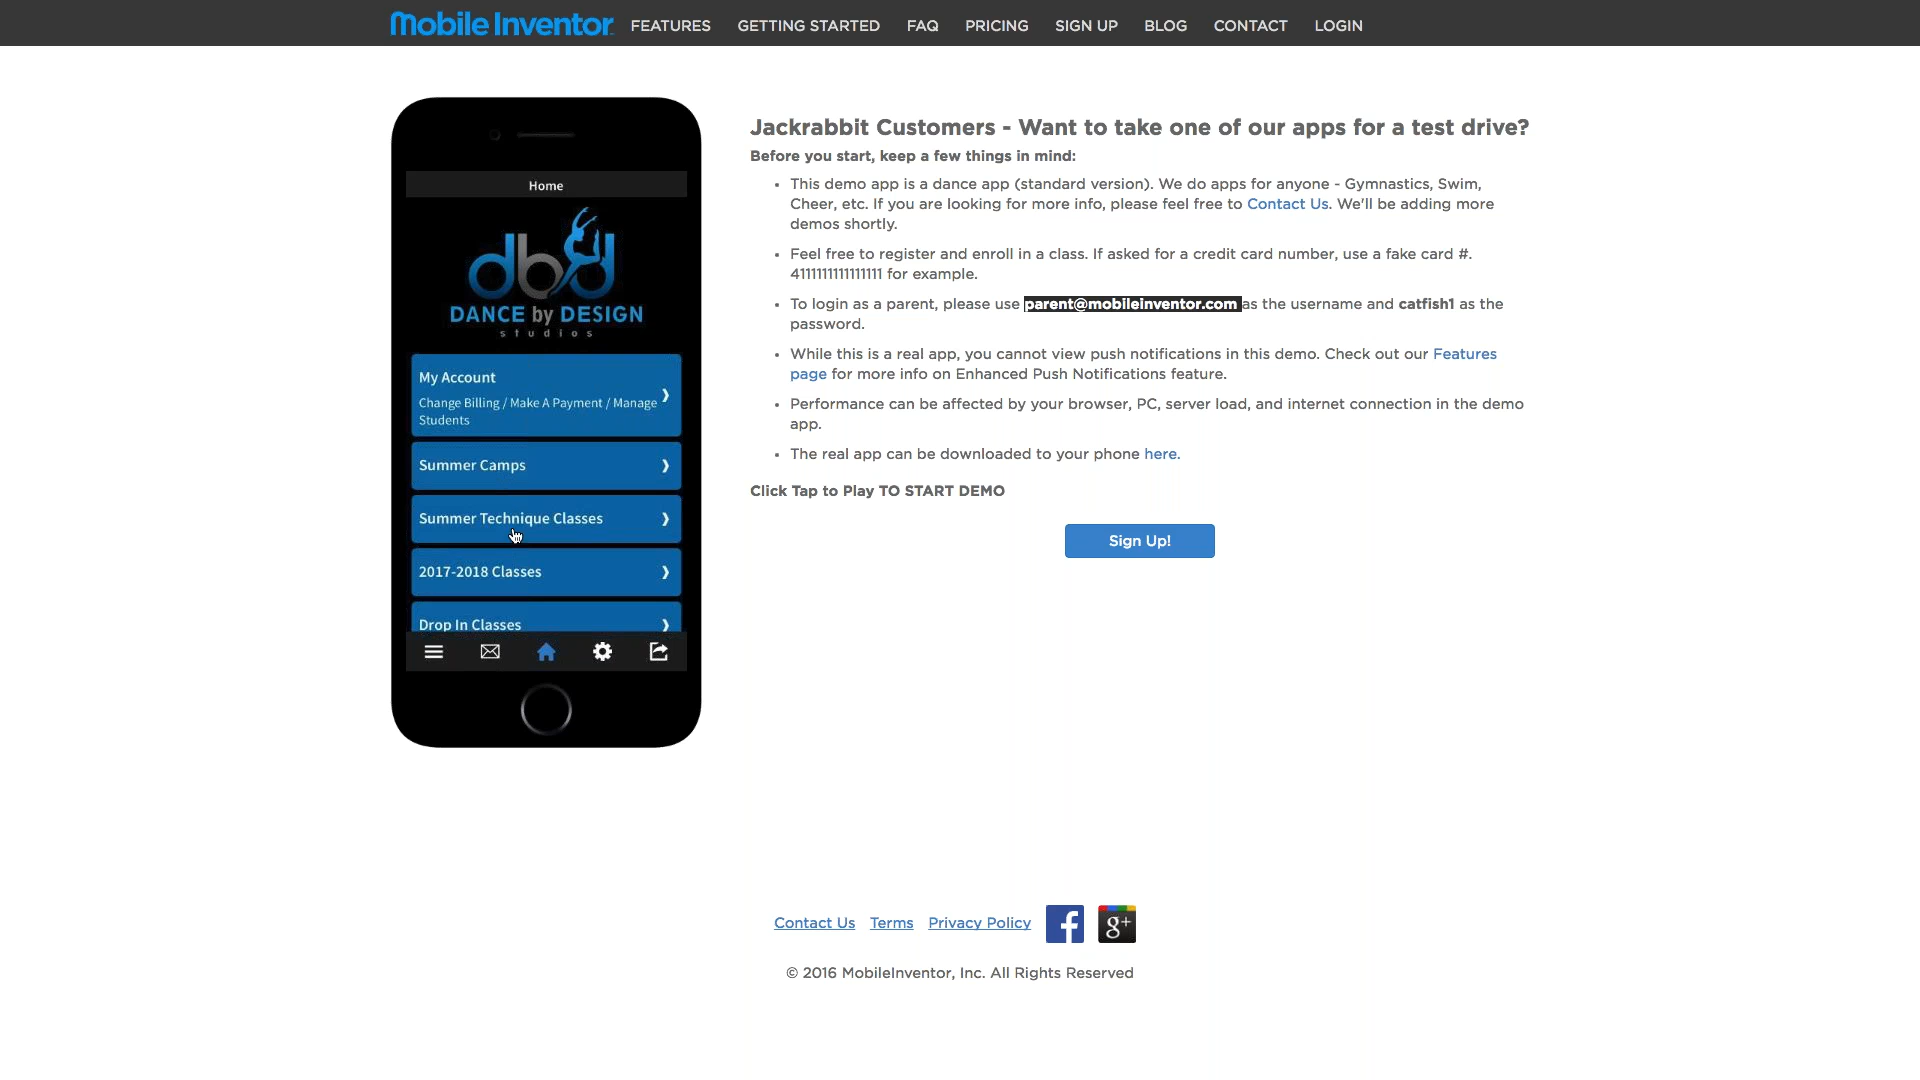 Mobile Inventor FEATURES GETTING STARTED FAQ PRICING SIGN UP BLOG CONTACT LOGIN
Home
dbd
DANCE by DESIGN
studios
My Account
Change Billing / Make A Payment / Manage
Students
Summer Camps
Summer Technique Classes
2017-2018 Classes
Drop In Classes
Jackrabbit Customers - Want to take one of our apps for a test drive?
Before you start, keep a few things in mind:
• This demo app is a dance app (standard version). We do apps for anyone - Gymnastics, Swim,
Cheer, etc. If you are looking for more info, please feel free to Contact Us. We'll be adding more
demos shortly.
• Feel free to register and enroll in a class. If asked for a credit card number, use a fake card #.
4111111111111111 for example.
• To login as a parent, please use parent@mobileinventor.com as the username and catfish1 as the
password.
• While this is a real app, you cannot view push notifications in this demo. Check out our Features
page for more info on Enhanced Push Notifications feature.
• Performance can be affected by your browser, PC, server load, and internet connection in the demo
app.
• The real app can be downloaded to your phone here.
Click Tap to Play TO START DEMO
Sign Up!
Contact Us Terms Privacy Policy f g+
© 2016 MobileInventor, Inc. All Rights Reserved